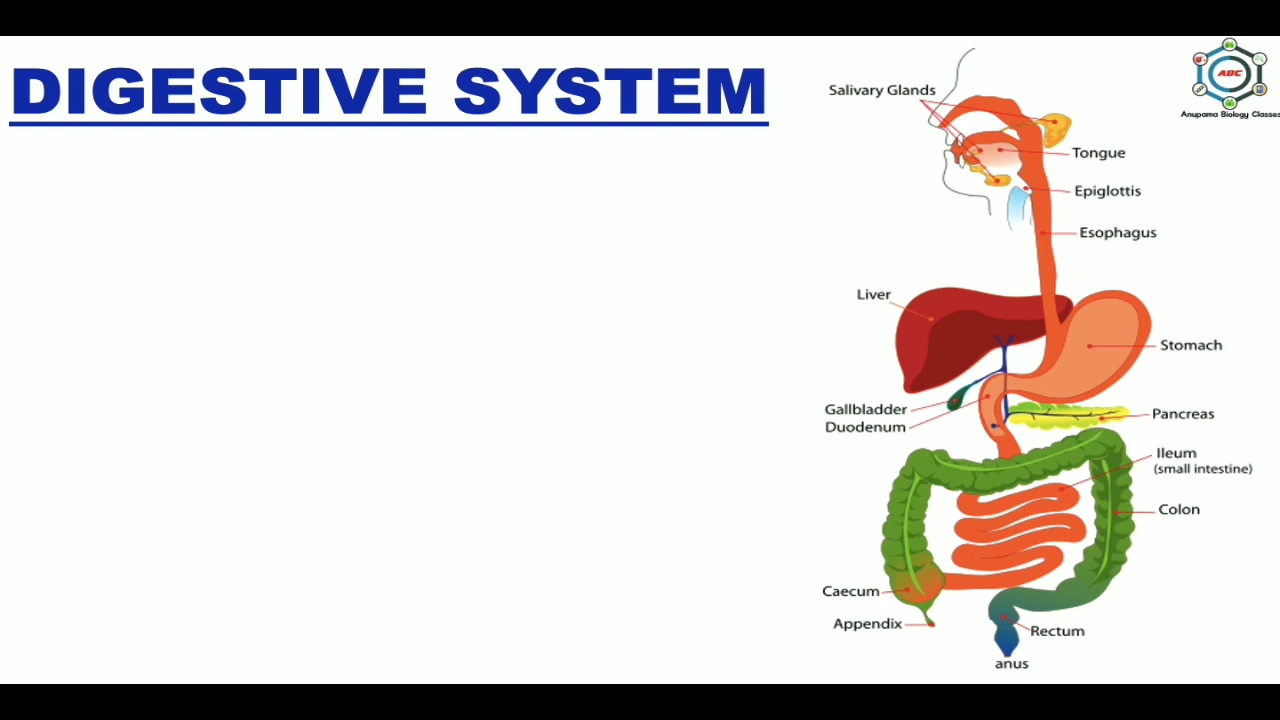 DIGESTIVE SYSTEM
ABC
Anupama Biology Classes
Salivary Glands
Tongue
Epiglottis
Esophagus
Liver
Stomach
Gallbladder
Duodenum
Pancreas
Ileum
(small intestine)
Colon
Caecum
Appendix
Rectum
anus